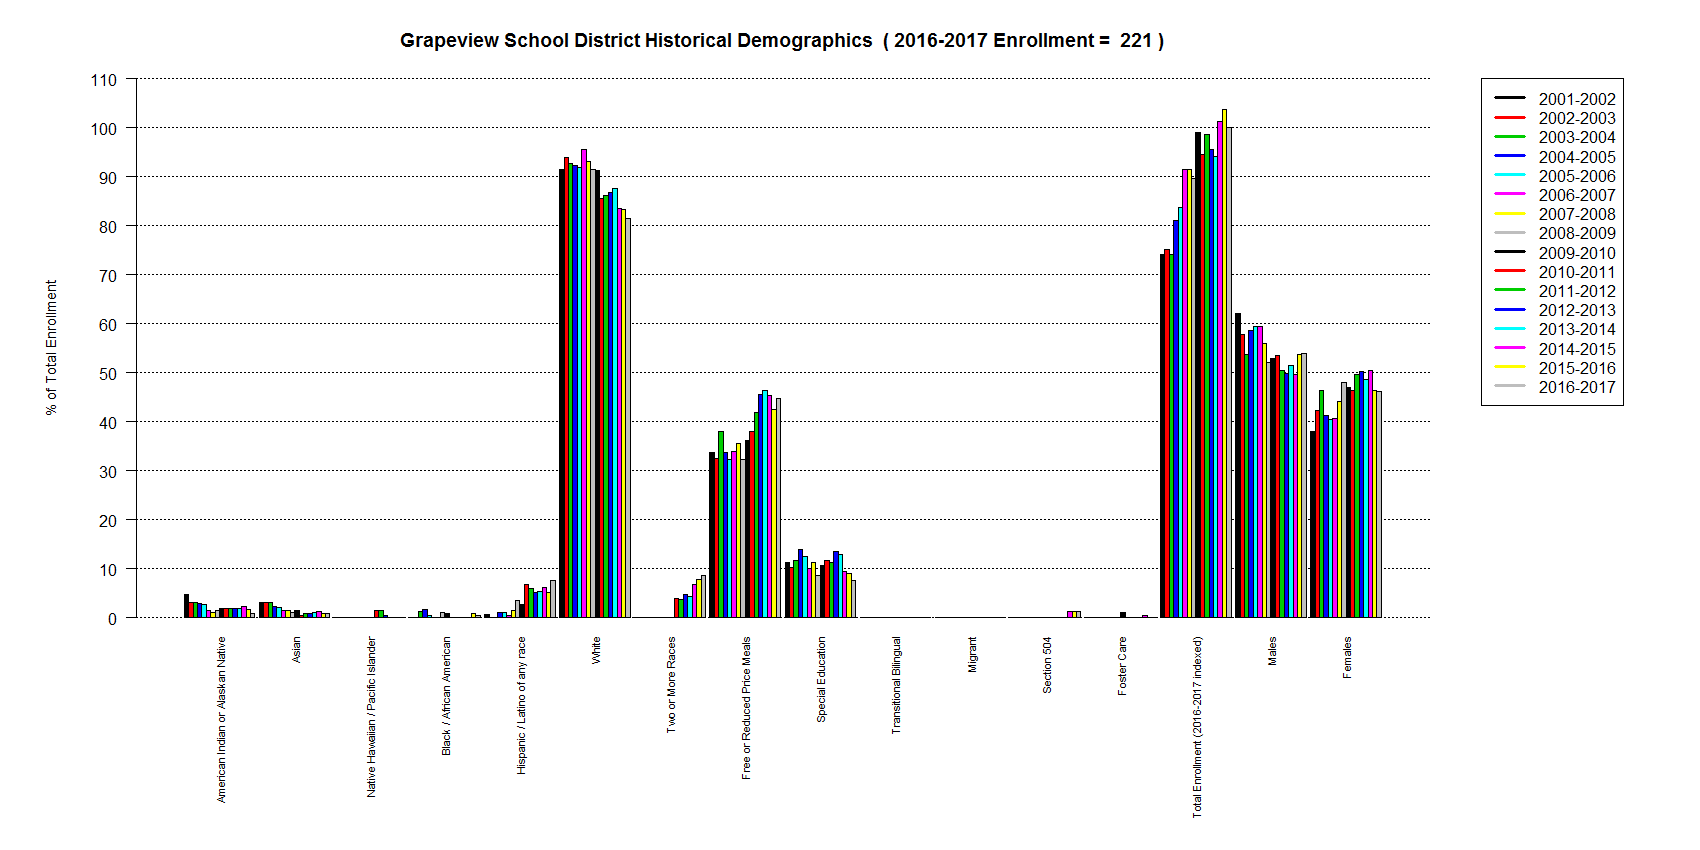 Grapeview School District Historical Demographics ( 2016-2017 Enrollment = 221 )
% of Total Enrollment
110
100
90
80
70
60
50
40
30
20
10
0
American Indian or Alaskan Native
Asian
Native Hawaiian / Pacific Islander
Black / African American
Hispanic / Latino of any race
White
Two or More Races
Free or Reduced Price Meals
Special Education
Transitional Bilingual
Migrant
Section 504
Foster Care
Total Enrollment (2016-2017 indexed)
Males
Females
2001-2002
2002-2003
2003-2004
2004-2005
2005-2006
2006-2007
2007-2008
2008-2009
2009-2010
2010-2011
2011-2012
2012-2013
2013-2014
2014-2015
2015-2016
2016-2017